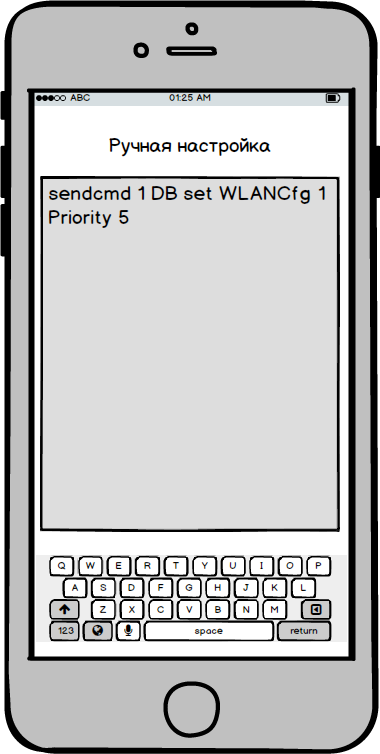 ABC 01:25 AM
Ручная настройка
sendcmd 1 DB set WLANCfg 1
Priority 5
Q W E R T Y U I O P
A S D F G H J K L
Z X C V B N M
123 space return